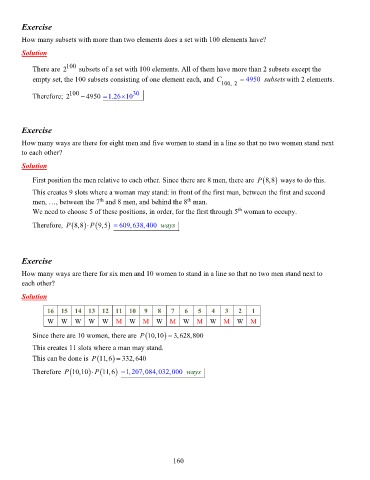 Exercise
How many subsets with more than two elements does a set with 100 elements have?
Solution
There are 2^100 subsets of a set with 100 elements. All of them have more than 2 subsets except the
empty set, the 100 subsets consisting of one element each, and C_{100, 2} = 4950 subsets with 2 elements.
Therefore; 2^100 − 4950 = 1.26×10^30
Exercise
How many ways are there for eight men and five women to stand in a line so that no two women stand next
to each other?
Solution
First position the men relative to each other. Since there are 8 men, there are P(8,8) ways to do this.
This creates 9 slots where a woman may stand: in front of the first man, between the first and second
men, …, between the 7th and 8 men, and behind the 8th man.
We need to choose 5 of these positions, in order, for the first through 5th woman to occupy.
Therefore, P(8,8)·P(9,5) = 609,638,400 ways
Exercise
How many ways are there for six men and 10 women to stand in a line so that no two men stand next to
each other?
Solution
16 15 14 13 12 11 10 9 8 7 6 5 4 3 2 1
W W W W W M W M W M W M W M W M
Since there are 10 women, there are P(10,10) = 3,628,800
This creates 11 slots where a man may stand.
This can be done is P(11,6) = 332,640
Therefore P(10,10)·P(11,6) = 1,207,084,032,000 ways
160